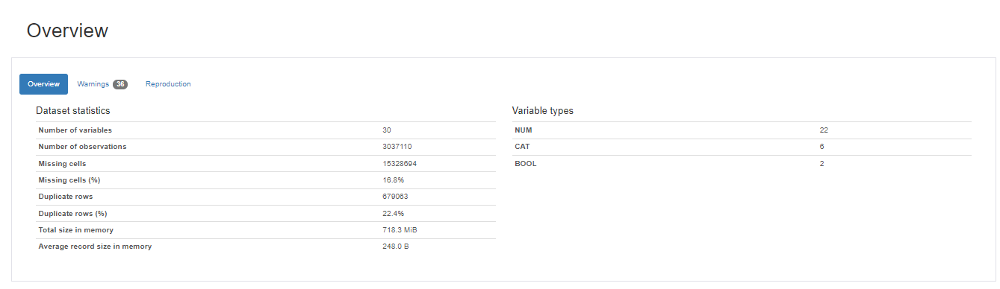 Overview
Overview Warnings 36 Reproduction
Dataset statistics
Number of variables 30
Number of observations 3037110
Missing cells 15328694
Missing cells (%) 16.8%
Duplicate rows 679063
Duplicate rows (%) 22.4%
Total size in memory 718.3 MiB
Average record size in memory 248.0 B
Variable types
NUM 22
CAT 6
BOOL 2